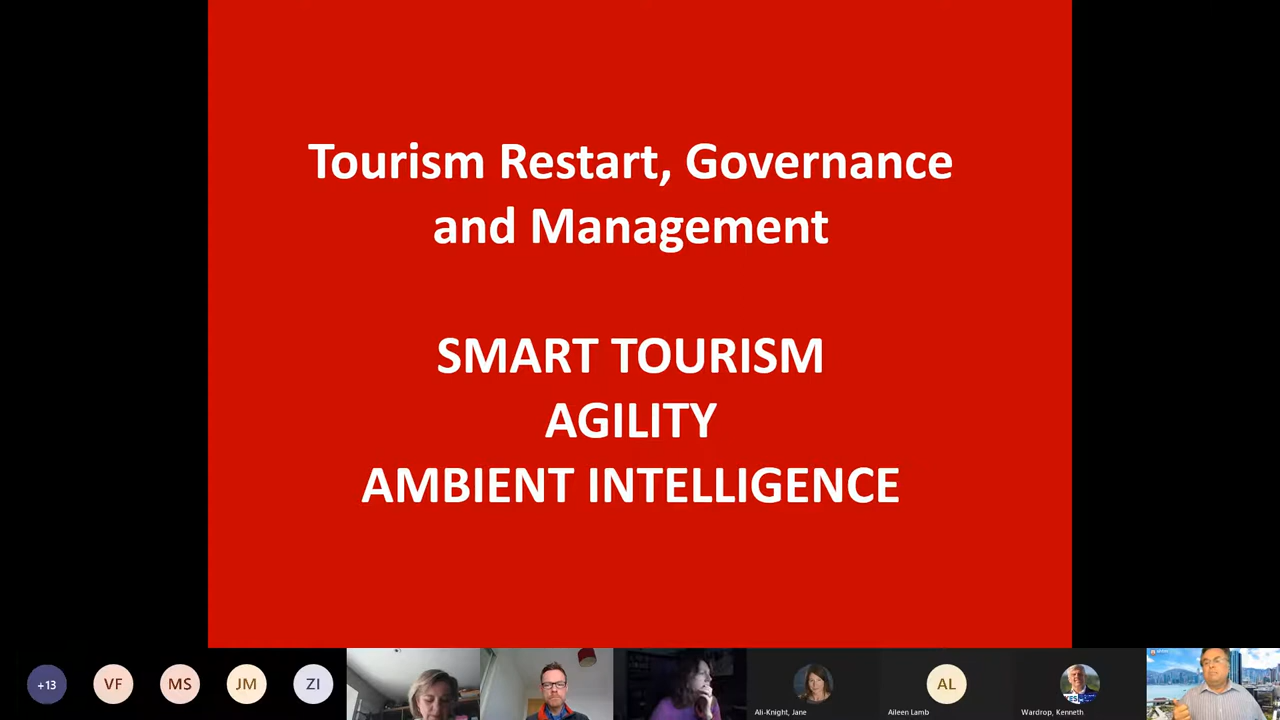 Tourism Restart, Governance
and Management
SMART TOURISM
AGILITY
AMBIENT INTELLIGENCE
+13
VF
MS
JM
ZI
AL
Ali-Knight, Jane
Aileen Lamb
Wardrop, Kenneth